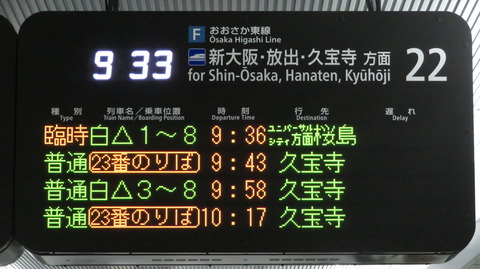 F おおさか東線
Ōsaka Higashi Line
9 33 新大阪・放出・久宝寺 方面 22
for Shin-Ōsaka, Hanaten, Kyūhōji
種別 列車名/乗車位置 時刻 行先 遅れ
Type Train Name/Boarding Position Departure Time Destination Delay
臨時 白△1~8 9:36 ユニバーサルシティ方面桜島
普通 23番のりば 9:43 久宝寺
普通 白△3~8 9:58 久宝寺
普通 23番のりば 10:17 久宝寺